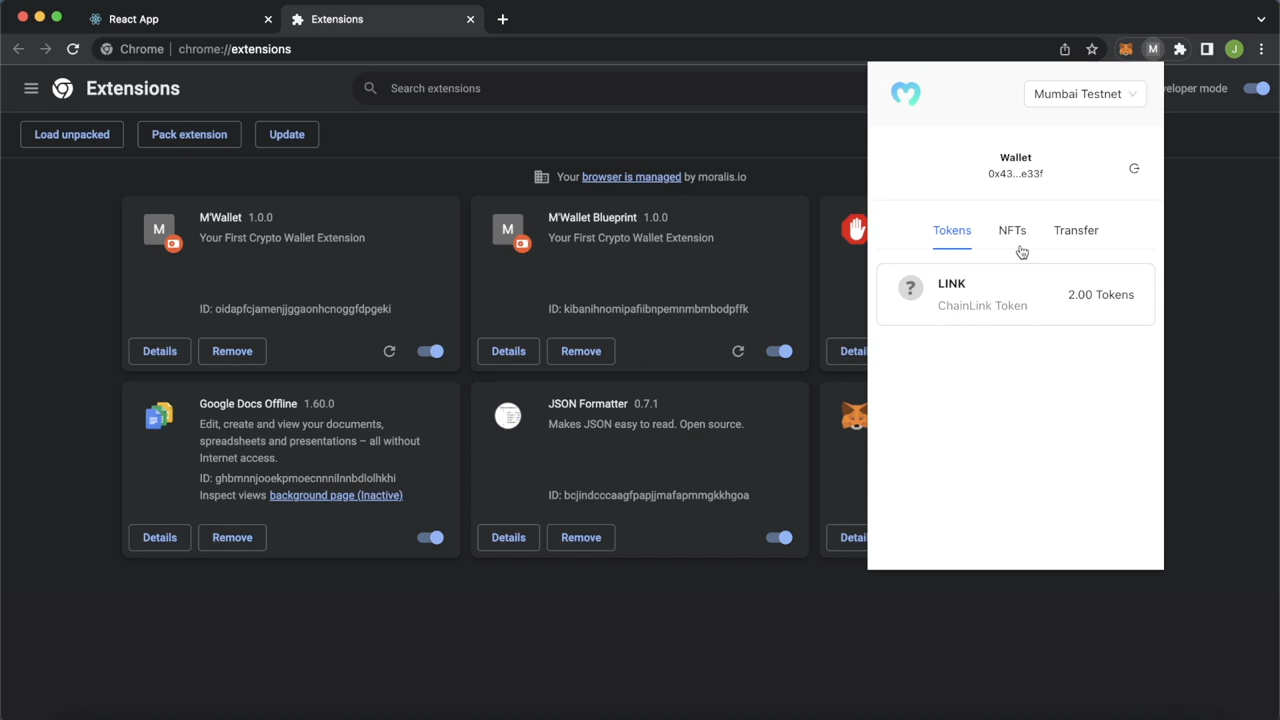 React App
Extensions
Chrome | chrome://extensions
M
J
Extensions
Search extensions
veloper mode
Load unpacked
Pack extension
Update
Your browser is managed by moralis.io
M
M'Wallet 1.0.0
Your First Crypto Wallet Extension
ID: oidapfcjamenjjggaonhcnoggfdpgeki
Details
Remove
M
M'Wallet Blueprint 1.0.0
Your First Crypto Wallet Extension
ID: kibanihnomipafiibnpemnmbmbodpffk
Details
Remove
Detail
Google Docs Offline 1.60.0
Edit, create and view your documents,
spreadsheets and presentations – all without
Internet access.
ID: ghbmnnjooekpmoecnnnilnnbdlolhkhi
Inspect views background page (Inactive)
Details
Remove
JSON Formatter 0.7.1
Makes JSON easy to read. Open source.
ID: bcjindcccaagfpapjjmafapmmgkkhgoa
Details
Remove
Detail
Mumbai Testnet
Wallet
0x43...e33f
Tokens
NFTs
Transfer
?
LINK
ChainLink Token
2.00 Tokens